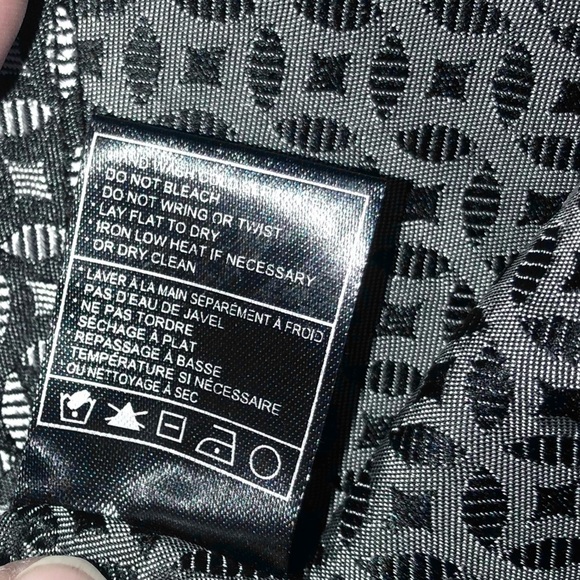 HAND WASH
DO NOT BLEACH
DO NOT WRING OR TWIST
LAY FLAT TO DRY
IRON LOW HEAT IF NECESSARY
OR DRY CLEAN
* LAVER À LA MAIN SÉPARÉMENT À FROID
PAS D'EAU DE JAVEL
NE PAS TORDRE
SÉCHAGE À PLAT
REPASSAGE À BASSE
TEMPÉRATURE SI NÉCESSAIRE
OU NETTOYAGE À SEC